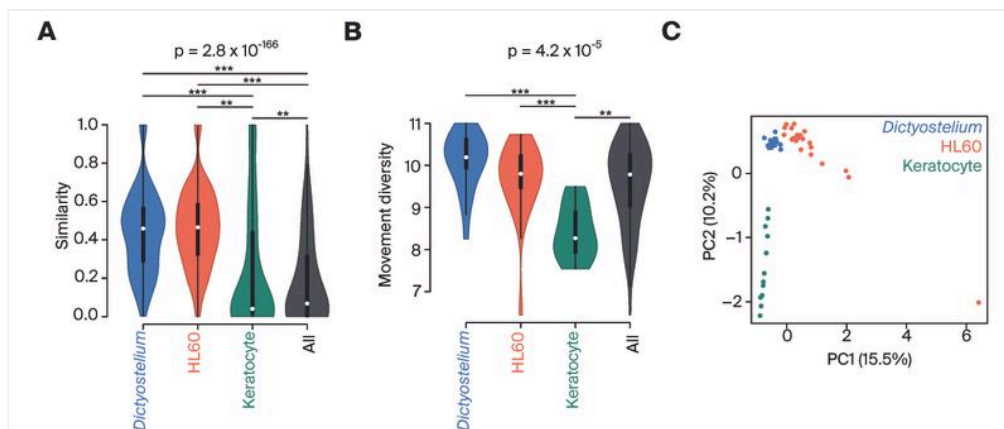 A
p = 2.8 x 10⁻¹⁶⁶
***
***
***
**
**
Similarity
1.0
0.8
0.6
0.4
0.2
0.0
Dictyostelium
HL60
Keratocyte
All
B
p = 4.2 x 10⁻⁵
***
***
**
Movement diversity
11
10
9
8
7
Dictyostelium
HL60
Keratocyte
All
C
Dictyostelium
HL60
Keratocyte
PC2 (10.2%)
0
−1
−2
0
2
4
6
PC1 (15.5%)